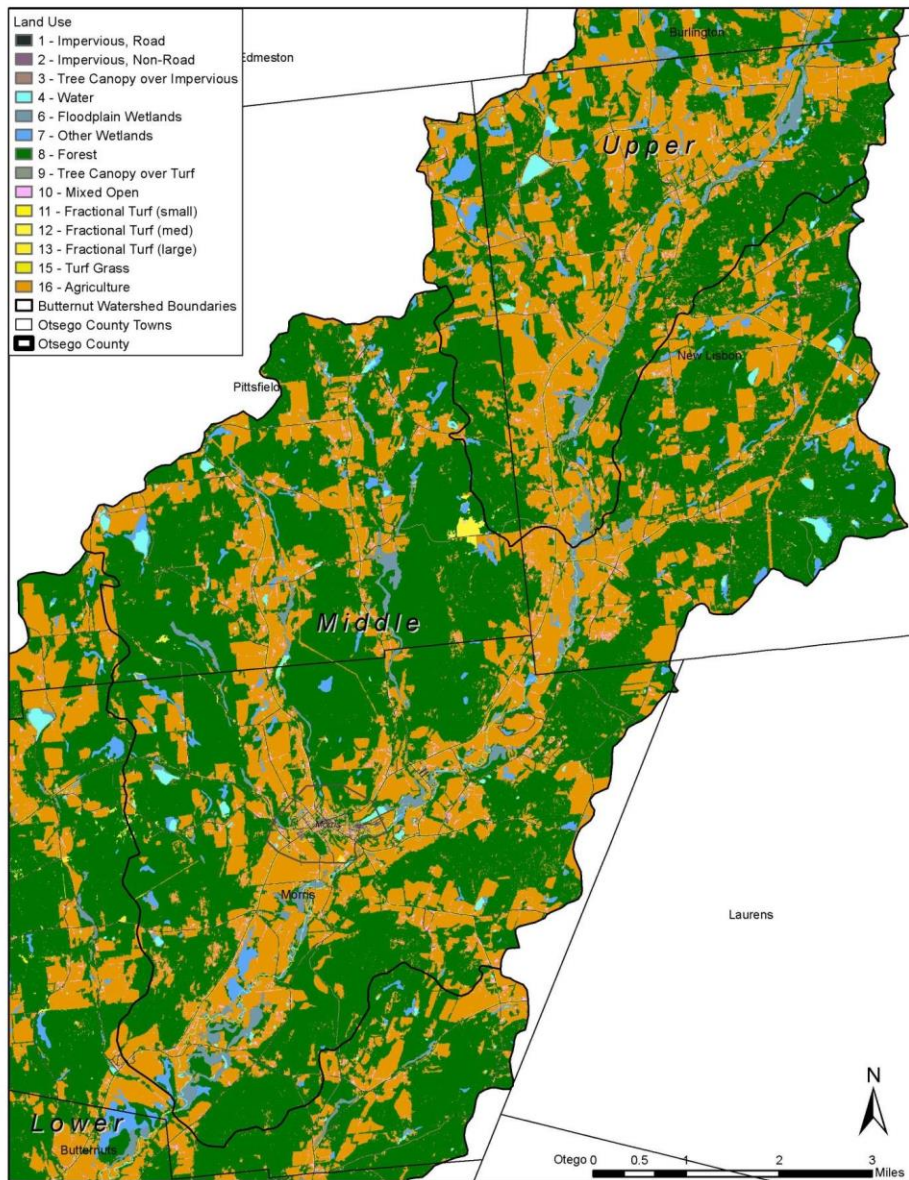 Land Use
1 - Impervious, Road
2 - Impervious, Non-Road
3 - Tree Canopy over Impervious
4 - Water
6 - Floodplain Wetlands
7 - Other Wetlands
8 - Forest
9 - Tree Canopy over Turf
10 - Mixed Open
11 - Fractional Turf (small)
12 - Fractional Turf (med)
13 - Fractional Turf (large)
15 - Turf Grass
16 - Agriculture
Butternut Watershed Boundaries
Otsego County Towns
Otsego County
Burlington
Edmeston
Upper
New Lisbon
Pittsfield
Middle
Morris
Morris
Laurens
N
Lower
Butternuts
Otego
0 0.5 1 2 3
Miles